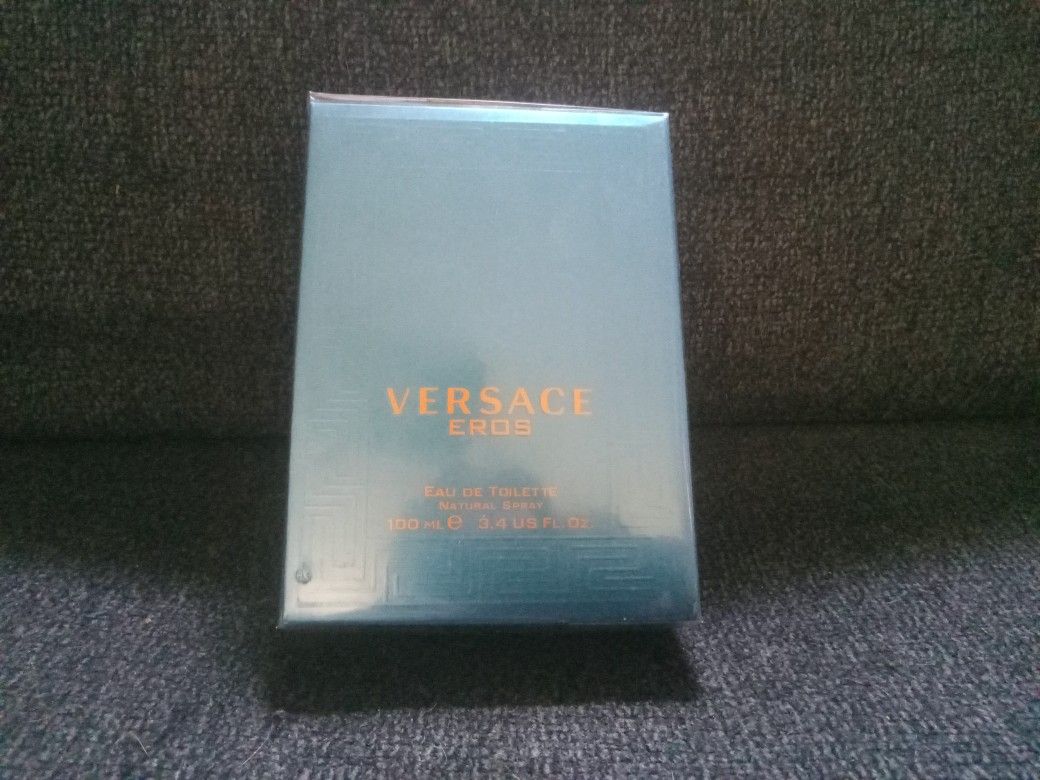 VERSACE
EROS
EAU DE TOILETTE
NATURAL SPRAY
100 ML ℮ 3.4 US FL. OZ.